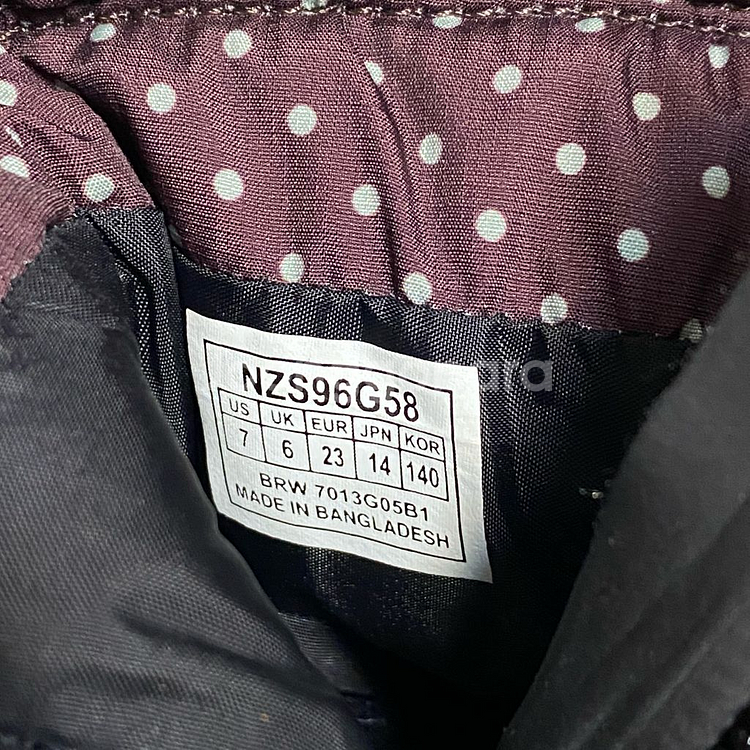 NZS96G58
US UK EUR JPN KOR
7 6 23 14 140
BRW 7013G05B1
MADE IN BANGLADESH